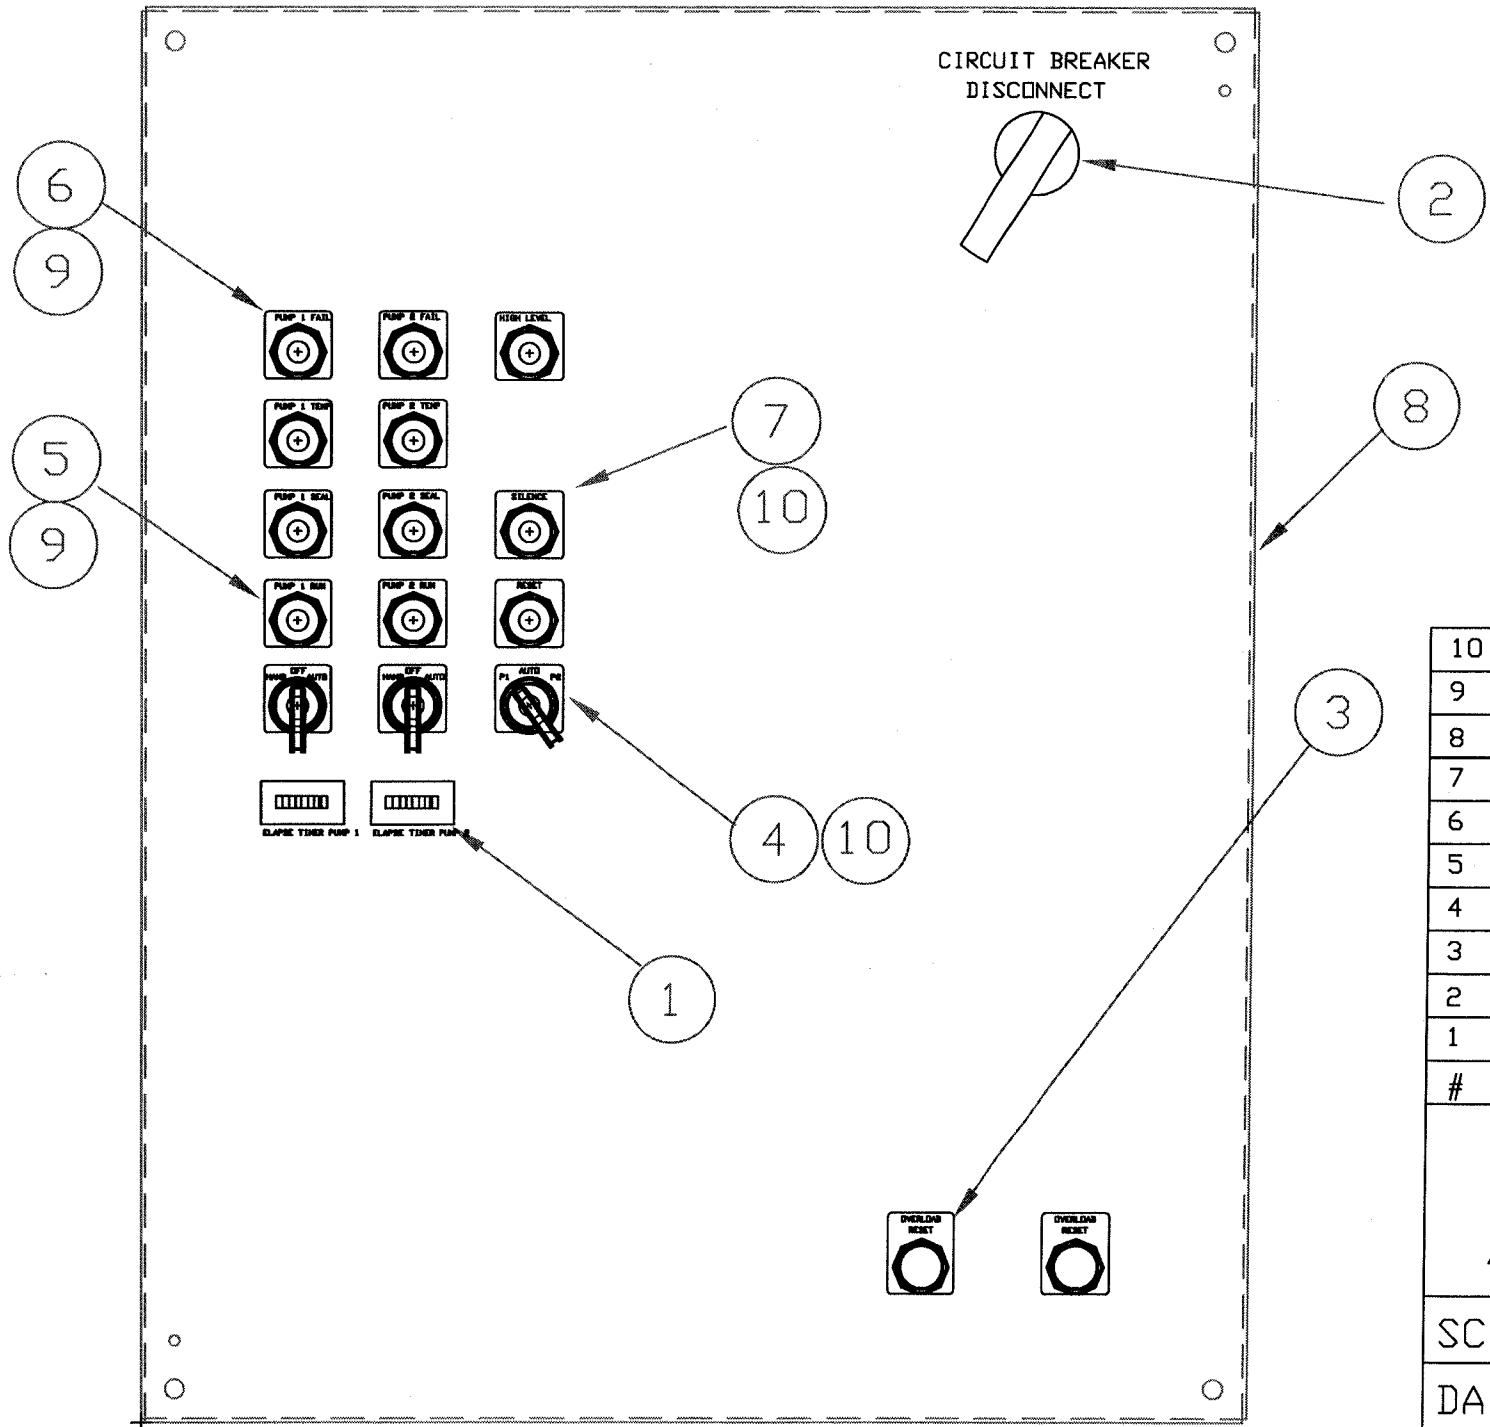 CIRCUIT BREAKER
DISCONNECT
2
6
9
PUMP 1 FAIL
PUMP 2 FAIL
HIGH LEVEL
8
7
10
PUMP 1 TEMP
PUMP 2 TEMP
5
9
PUMP 1 SEAL
PUMP 2 SEAL
SILENCE
PUMP 1 RUN
PUMP 2 RUN
RESET
HAND OFF AUTO
HAND OFF AUTO
P1 AUTO P2
3
4
10
ELAPSE TIMER PUMP 1
ELAPSE TIMER PUMP 2
1
OVERLOAD
RESET
OVERLOAD
RESET
10
9
8
7
6
5
4
3
2
1
#
SC
DA